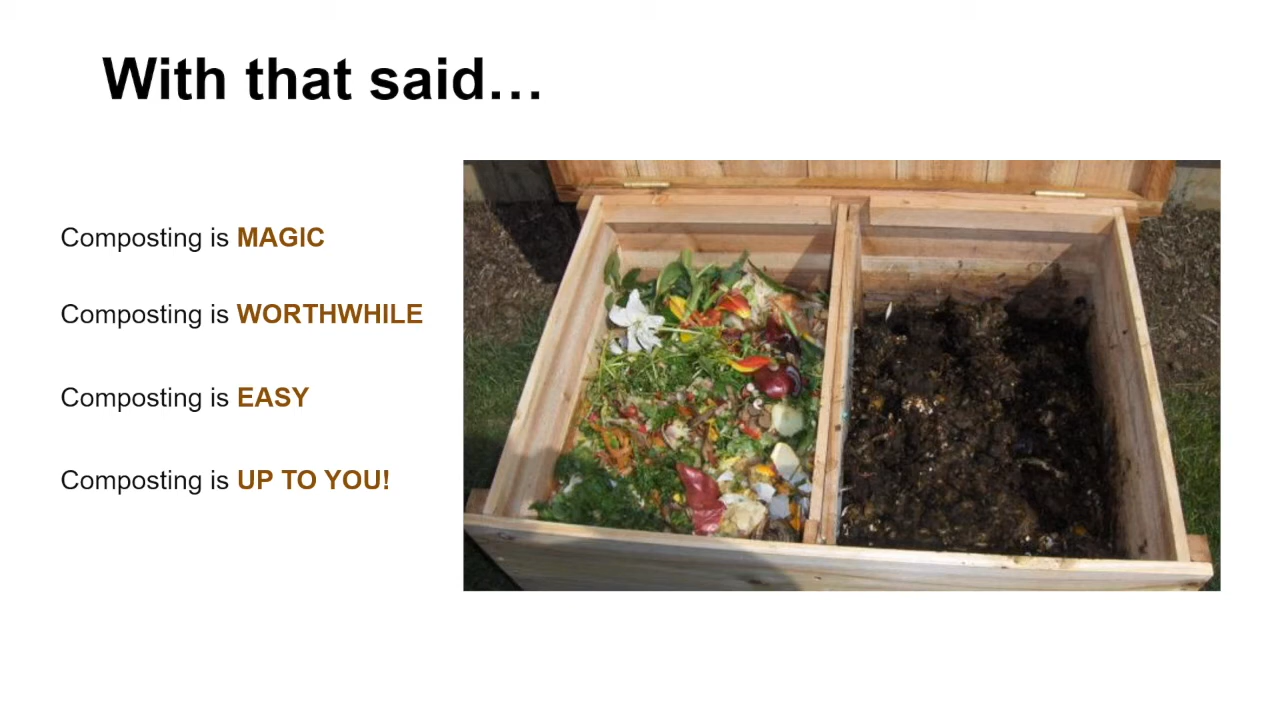 With that said…
Composting is MAGIC
Composting is WORTHWHILE
Composting is EASY
Composting is UP TO YOU!